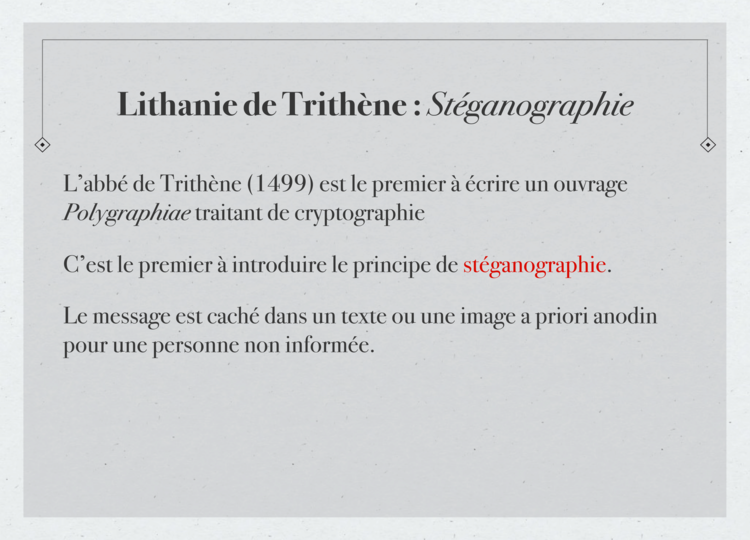 Lithanie de Trithène : Stéganographie
L’abbé de Trithène (1499) est le premier à écrire un ouvrage
Polygraphiae traitant de cryptographie
C’est le premier à introduire le principe de stéganographie.
Le message est caché dans un texte ou une image a priori anodin
pour une personne non informée.